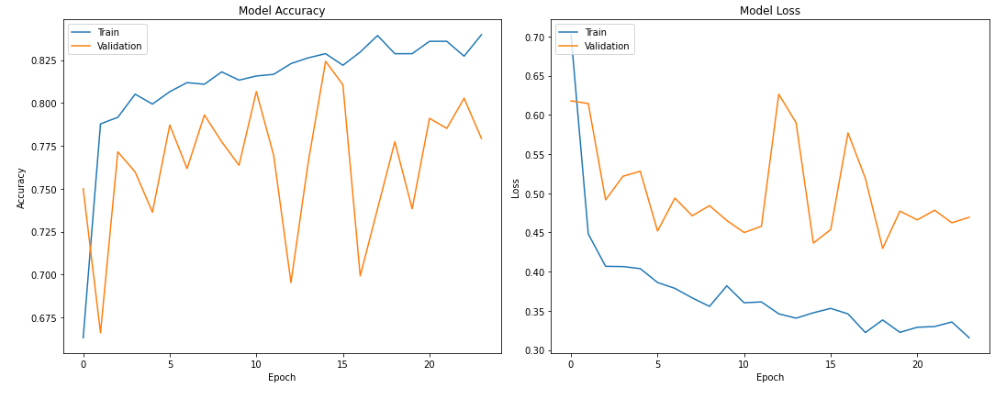 Model Accuracy
Train
Validation
0.825
0.800
0.775
0.750
0.725
0.700
0.675
Accuracy
0 5 10 15 20
Epoch
Model Loss
Train
Validation
0.70
0.65
0.60
0.55
0.50
0.45
0.40
0.35
0.30
Loss
0 5 10 15 20
Epoch